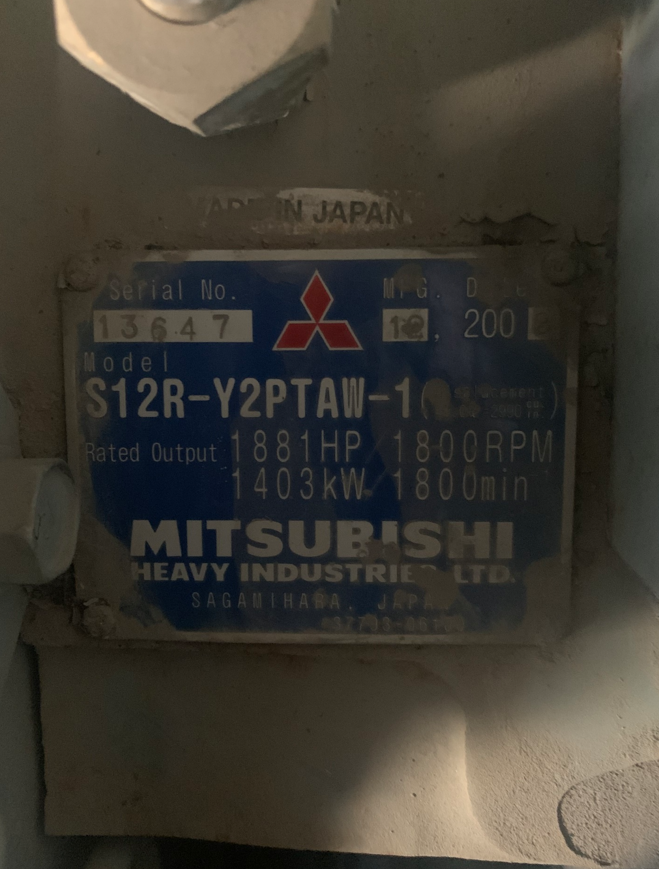 MADE IN JAPAN
Serial No. MFG. Date
13647 12, 200
Model
S12R-Y2PTAW-1( )
Rated Output 1881HP/1800RPM
1403kW/1800min
MITSUBISHI
HEAVY INDUSTRIES, LTD.
SAGAMIHARA, JAPAN